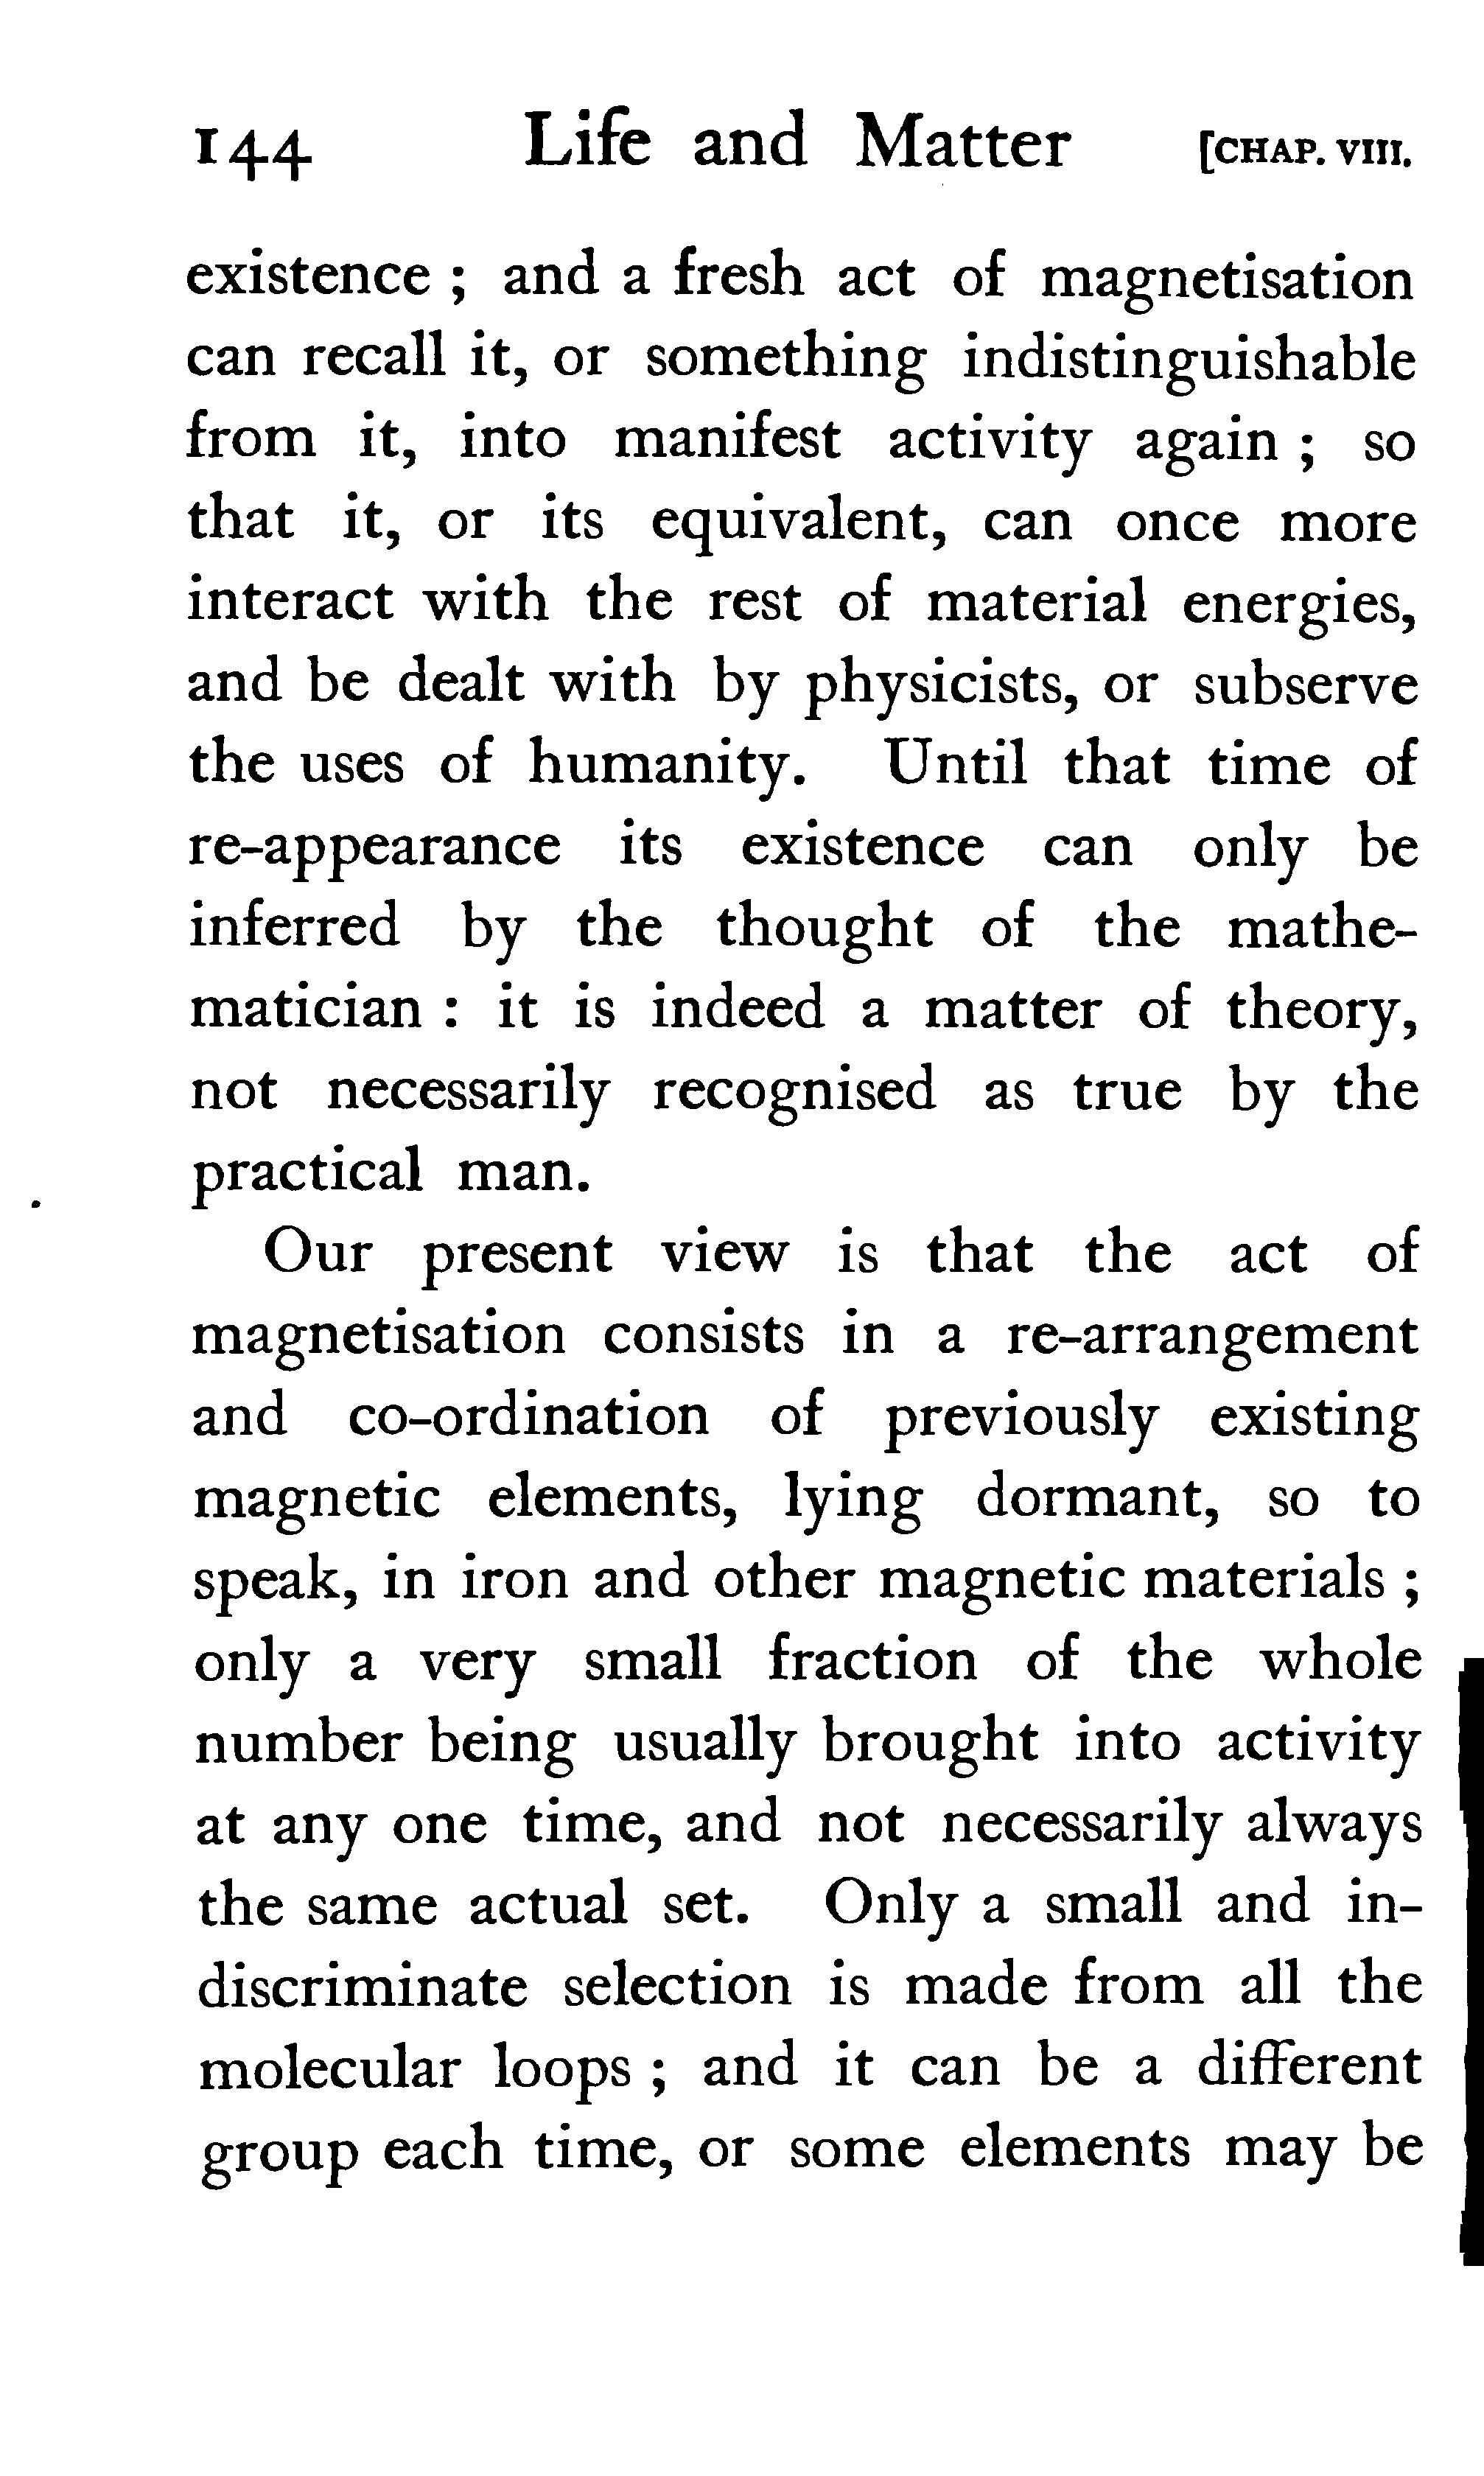 144 Life and Matter [CHAP. VIII.
existence ; and a fresh act of magnetisation
can recall it, or something indistinguishable
from it, into manifest activity again ; so
that it, or its equivalent, can once more
interact with the rest of material energies,
and be dealt with by physicists, or subserve
the uses of humanity. Until that time of
re-appearance its existence can only be
inferred by the thought of the mathe-
matician : it is indeed a matter of theory,
not necessarily recognised as true by the
practical man.
Our present view is that the act of
magnetisation consists in a re-arrangement
and co-ordination of previously existing
magnetic elements, lying dormant, so to
speak, in iron and other magnetic materials ;
only a very small fraction of the whole
number being usually brought into activity
at any one time, and not necessarily always
the same actual set. Only a small and in-
discriminate selection is made from all the
molecular loops ; and it can be a different
group each time, or some elements may be